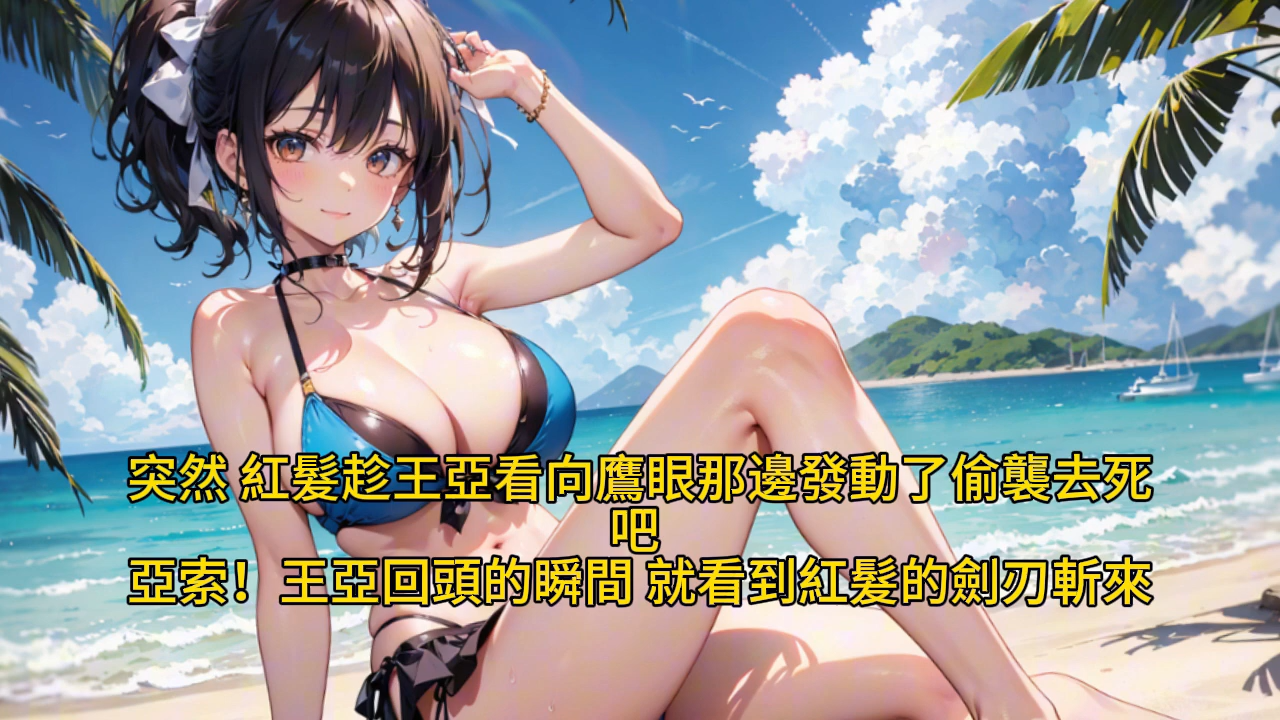 突然 紅髮趁王亞看向鷹眼那邊發動了偷襲去死
吧
亞索！王亞回頭的瞬間 就看到紅髮的劍刃斬來